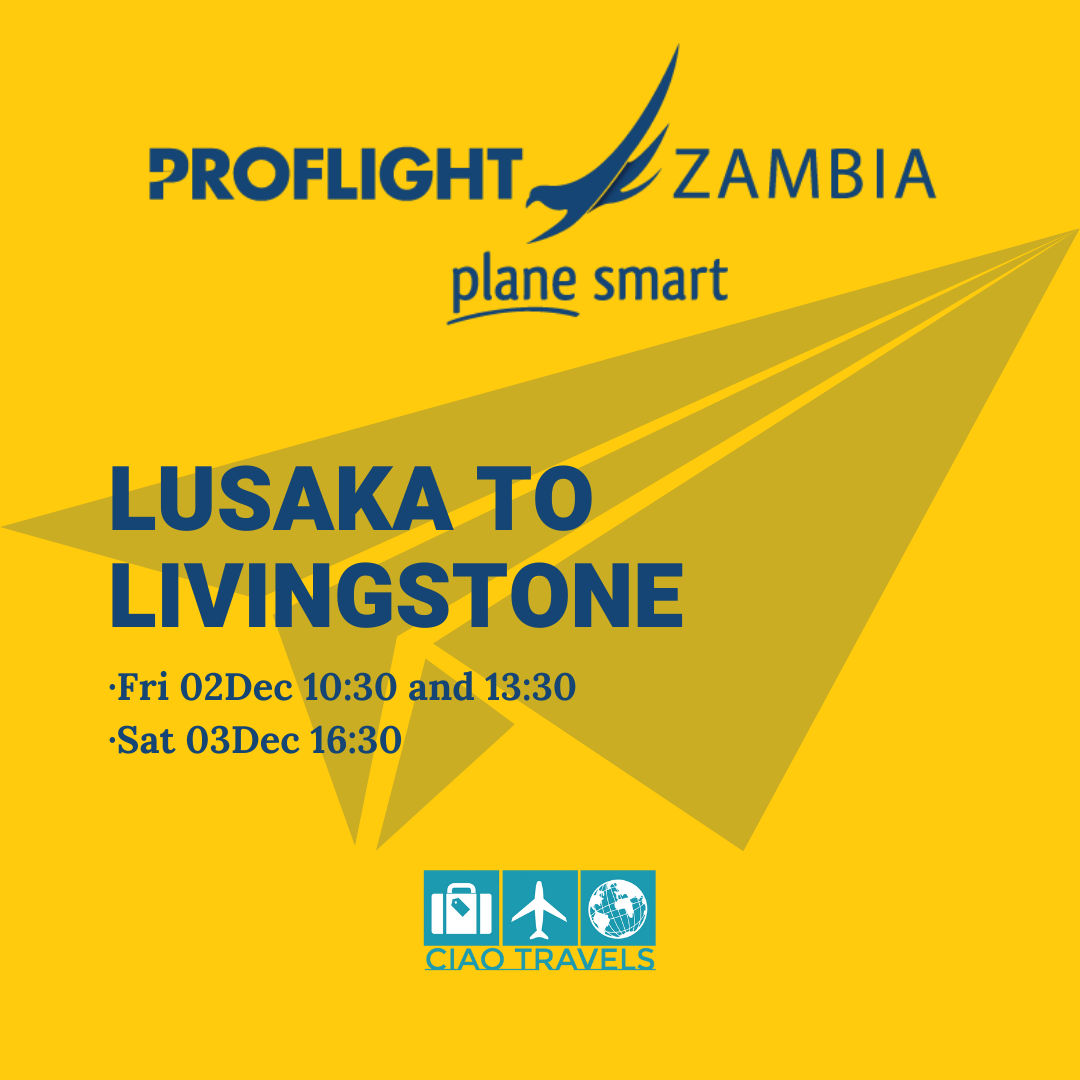 PROFLIGHT ZAMBIA
plane smart
LUSAKA TO
LIVINGSTONE
·Fri 02Dec 10:30 and 13:30
·Sat 03Dec 16:30
CIAO TRAVELS